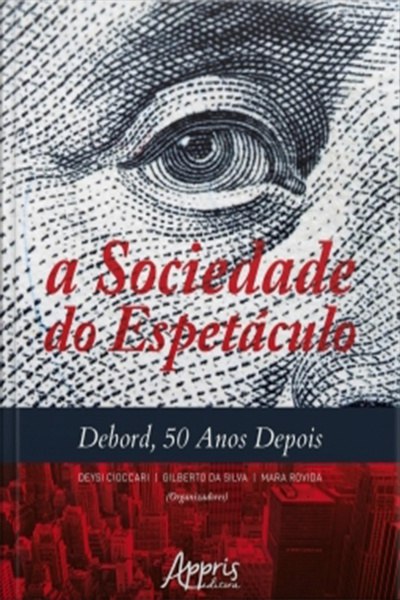 a Sociedade
do Espetáculo
Debord, 50 Anos Depois
DEYSI CIOCCARI | GILBERTO DA SILVA | MARA ROVIDA
(Organizadores)
Appris
editora